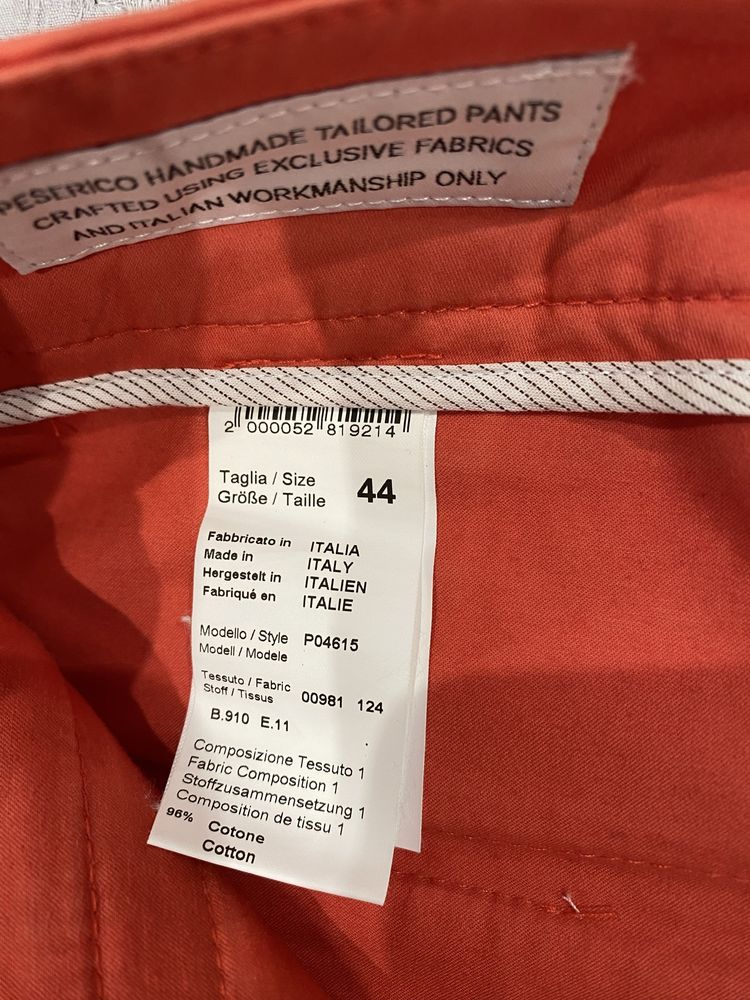 PESERICO HANDMADE TAILORED PANTS
CRAFTED USING EXCLUSIVE FABRICS
AND ITALIAN WORKMANSHIP ONLY
2 000052 819214
Taglia / Size 44
Größe / Taille
Fabbricato in ITALIA
Made in ITALY
Hergestelt in ITALIEN
Fabriqué en ITALIE
Modello / Style P04615
Modell / Modele
Tessuto / Fabric 00981 124
Stoff / Tissus
B.910 E.11
Composizione Tessuto 1
Fabric Composition 1
Stoffzusammensetzung 1
Composition de tissu 1
96% Cotone
Cotton